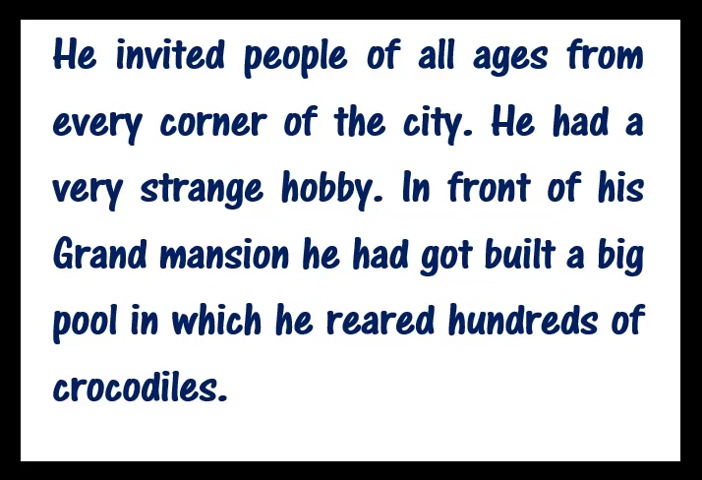 He invited people of all ages from
every corner of the city. He had a
very strange hobby. In front of his
Grand mansion he had got built a big
pool in which he reared hundreds of
crocodiles.